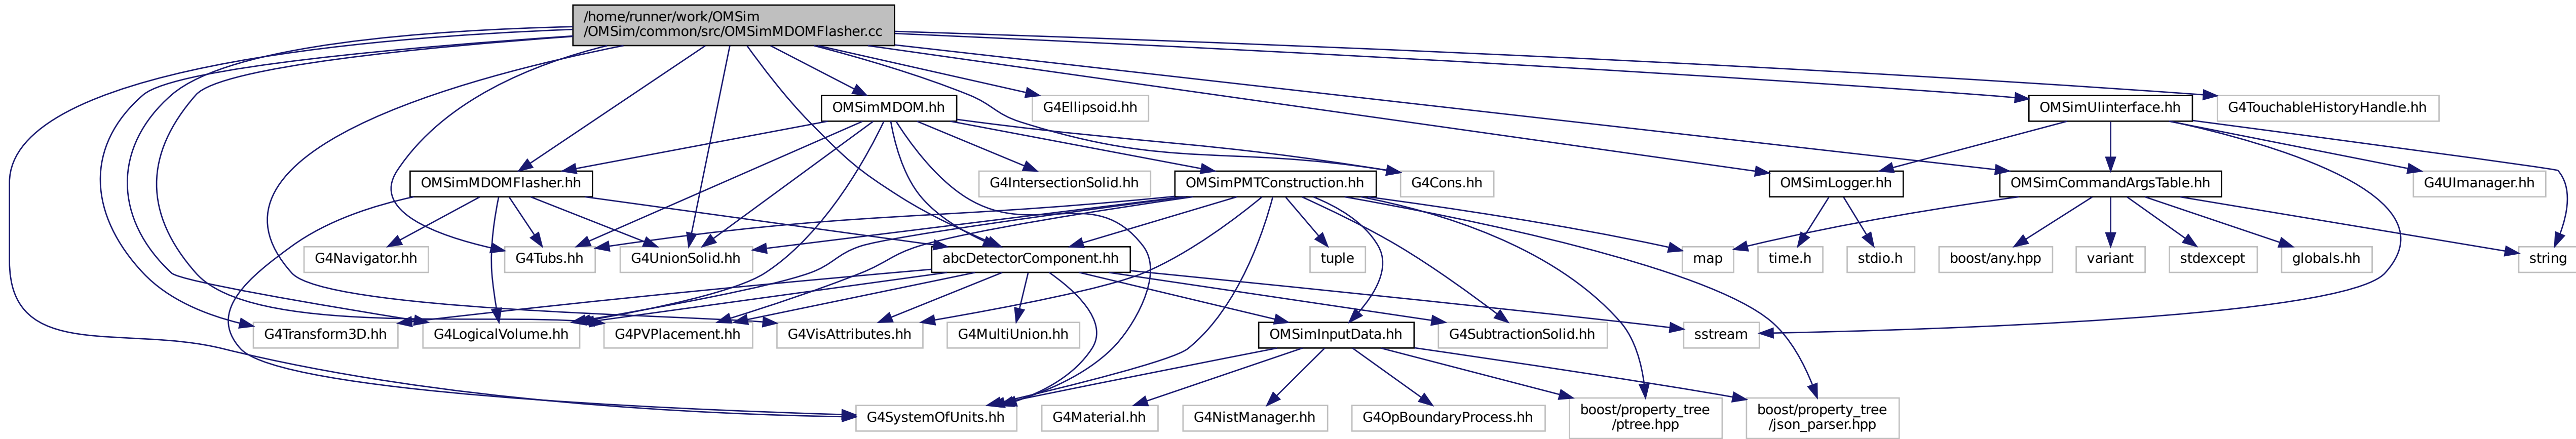 /home/runner/work/OMSim
/OMSim/common/src/OMSimMDOMFlasher.cc
OMSimMDOM.hh
G4Ellipsoid.hh
OMSimUIinterface.hh
G4TouchableHistoryHandle.hh
OMSimMDOMFlasher.hh
G4IntersectionSolid.hh
OMSimPMTConstruction.hh
G4Cons.hh
OMSimLogger.hh
OMSimCommandArgsTable.hh
G4UImanager.hh
G4Navigator.hh
G4Tubs.hh
G4UnionSolid.hh
abcDetectorComponent.hh
tuple
map
time.h
stdio.h
boost/any.hpp
variant
stdexcept
globals.hh
string
G4Transform3D.hh
G4LogicalVolume.hh
G4PVPlacement.hh
G4VisAttributes.hh
G4MultiUnion.hh
OMSimInputData.hh
G4SubtractionSolid.hh
sstream
G4SystemOfUnits.hh
G4Material.hh
G4NistManager.hh
G4OpBoundaryProcess.hh
boost/property_tree
/ptree.hpp
boost/property_tree
/json_parser.hpp